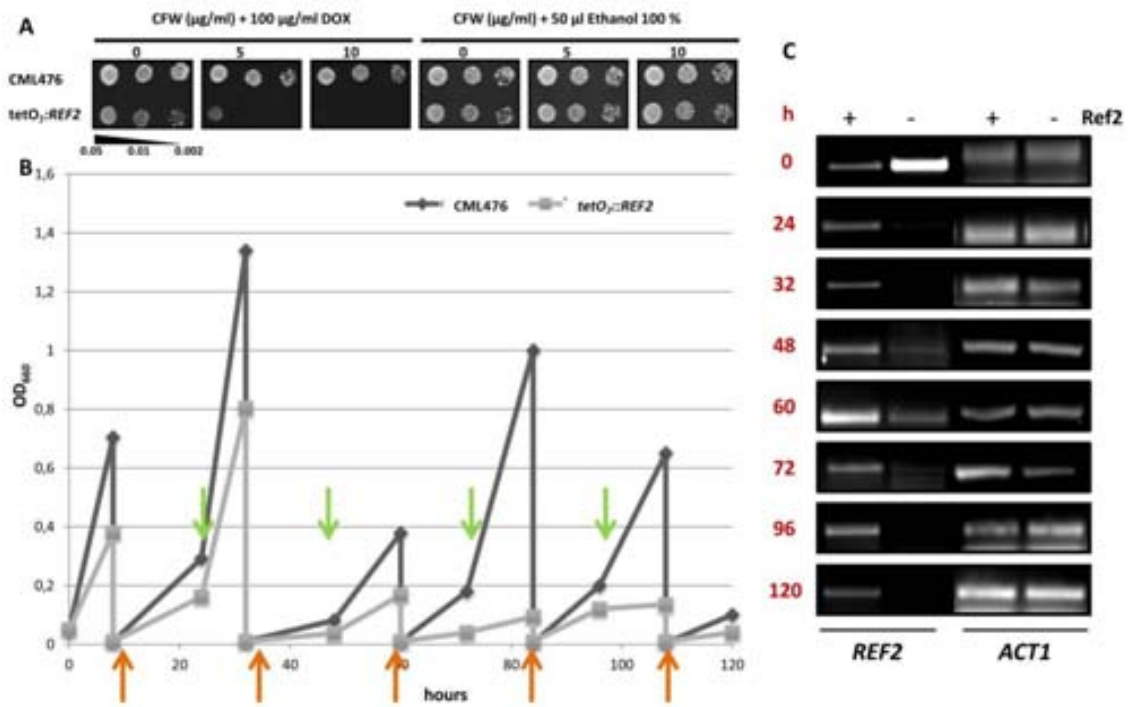 A
CFW (µg/ml) + 100 µg/ml DOX
CFW (µg/ml) + 50 µl Ethanol 100 %
0 5 10 0 5 10
CML476
tetO7::REF2
0.05 0.01 0.002
B
1,6
1,4
1,2
1
0,8
0,6
0,4
0,2
0
OD660
CML476 tetO7::REF2
0 20 40 60 80 100 120
hours
C
h + - + - Ref2
0
24
32
48
60
72
96
120
REF2 ACT1